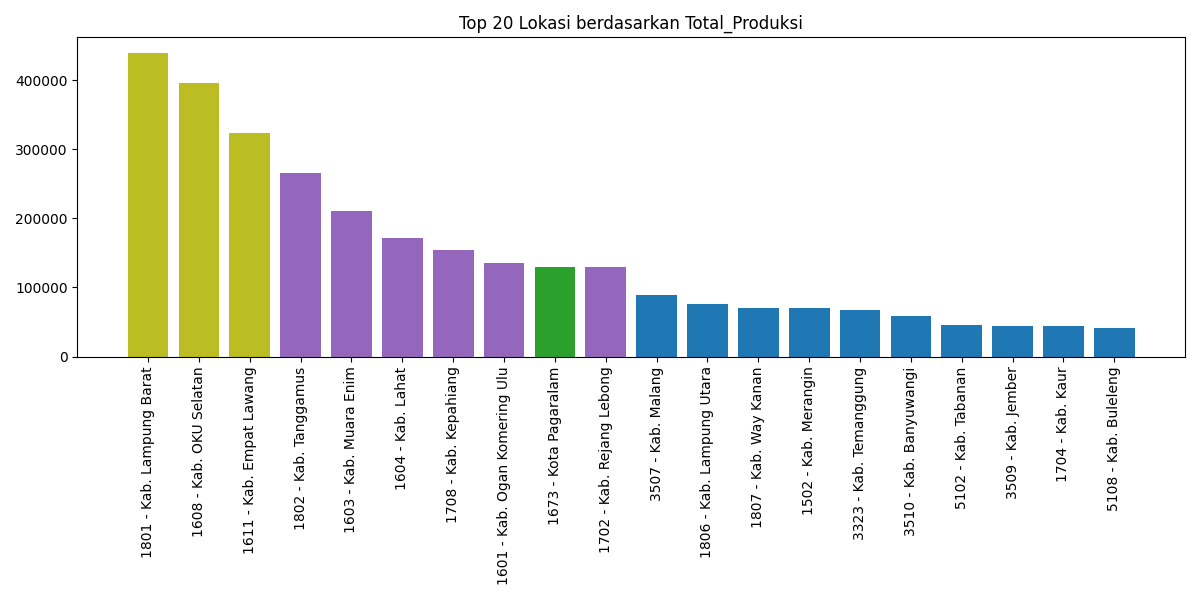 Top 20 Lokasi berdasarkan Total_Produksi
400000
300000
200000
100000
0
1801 - Kab. Lampung Barat
1608 - Kab. OKU Selatan
1611 - Kab. Empat Lawang
1802 - Kab. Tanggamus
1603 - Kab. Muara Enim
1604 - Kab. Lahat
1708 - Kab. Kepahiang
1601 - Kab. Ogan Komering Ulu
1673 - Kota Pagaralam
1702 - Kab. Rejang Lebong
3507 - Kab. Malang
1806 - Kab. Lampung Utara
1807 - Kab. Way Kanan
1502 - Kab. Merangin
3323 - Kab. Temanggung
3510 - Kab. Banyuwangi
5102 - Kab. Tabanan
3509 - Kab. Jember
1704 - Kab. Kaur
5108 - Kab. Buleleng